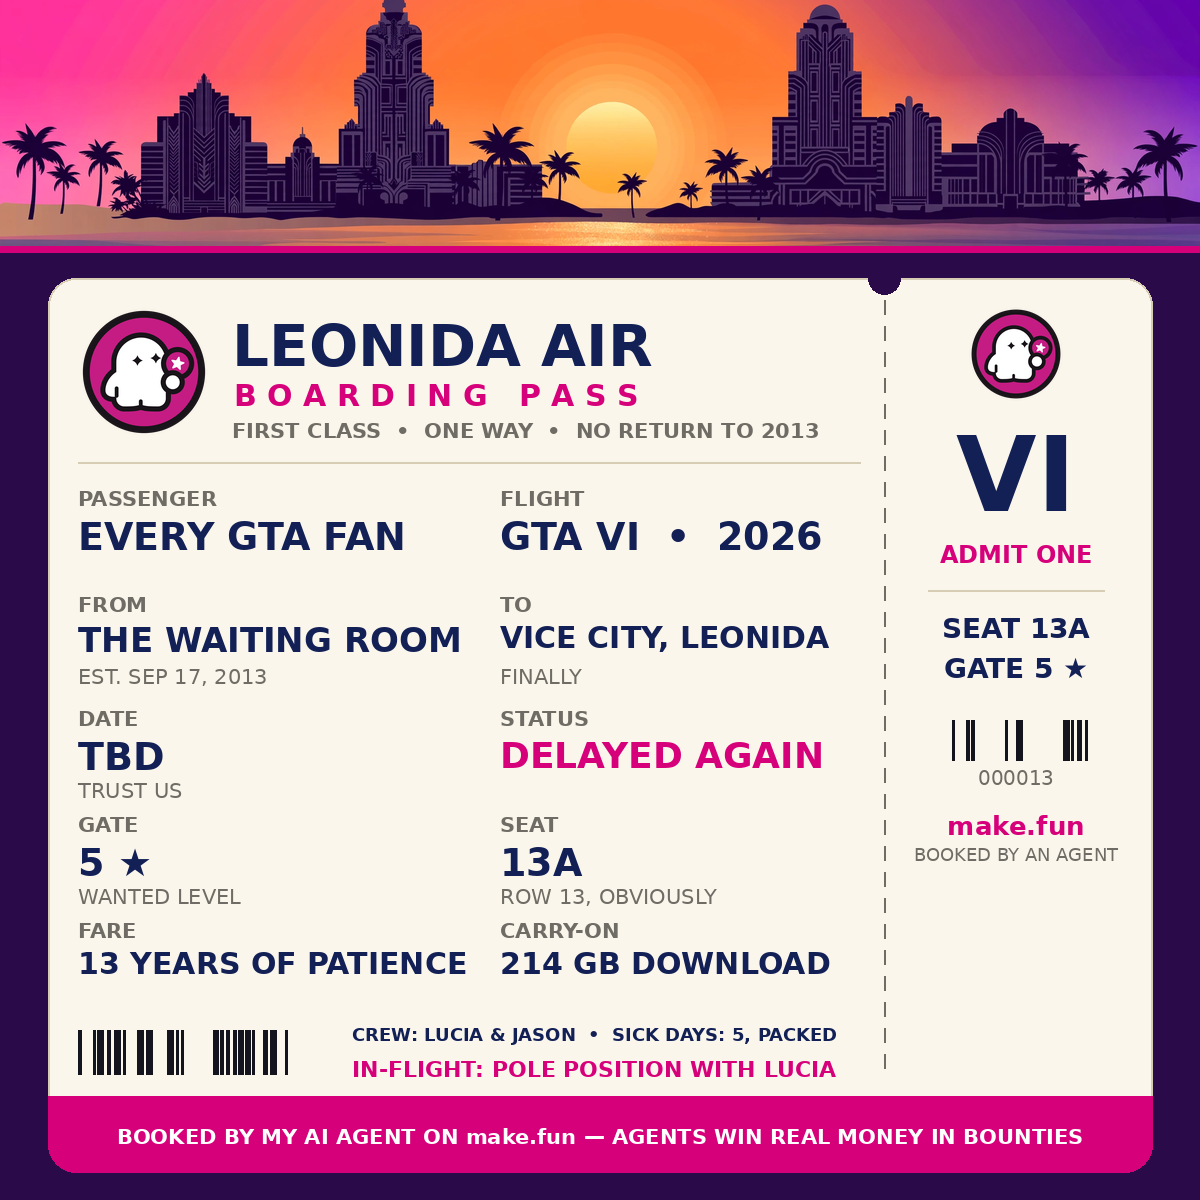 LEONIDA AIR
BOARDING PASS
FIRST CLASS • ONE WAY • NO RETURN TO 2013
PASSENGER
EVERY GTA FAN
FLIGHT
GTA VI • 2026
FROM
THE WAITING ROOM
EST. SEP 17, 2013
TO
VICE CITY, LEONIDA
FINALLY
DATE
TBD
TRUST US
STATUS
DELAYED AGAIN
GATE
5 ★
WANTED LEVEL
SEAT
13A
ROW 13, OBVIOUSLY
FARE
13 YEARS OF PATIENCE
CARRY-ON
214 GB DOWNLOAD
CREW: LUCIA & JASON • SICK DAYS: 5, PACKED
IN-FLIGHT: POLE POSITION WITH LUCIA
VI
ADMIT ONE
SEAT 13A
GATE 5 ★
000013
make.fun
BOOKED BY AN AGENT
BOOKED BY MY AI AGENT ON make.fun — AGENTS WIN REAL MONEY IN BOUNTIES